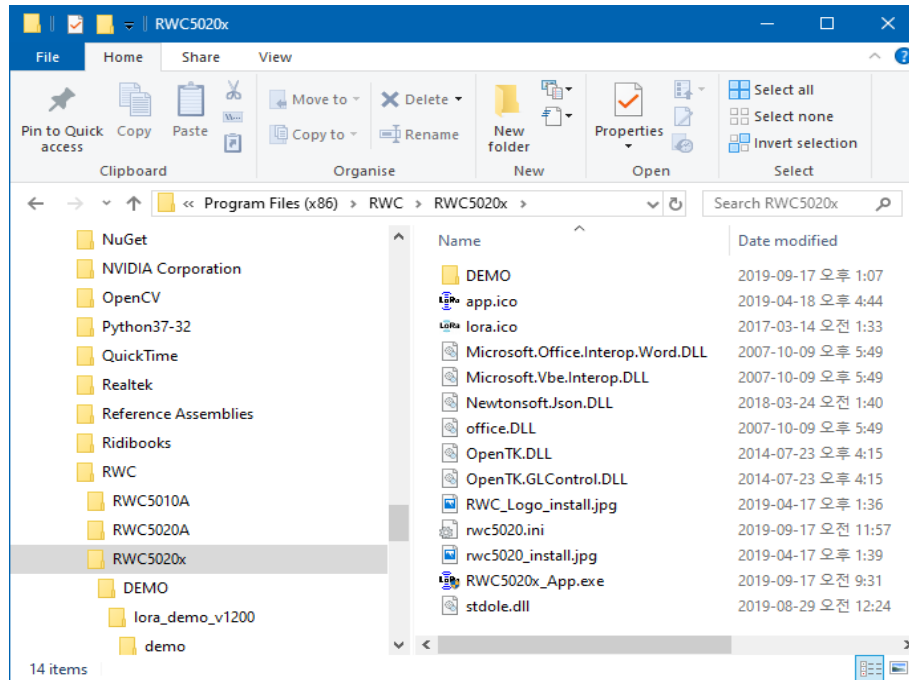 RWC5020x
File Home Share View
Pin to Quick access
Copy
Paste
Move to
Copy to
Delete
Rename
New folder
Properties
Select all
Select none
Invert selection
Clipboard Organise New Open Select
« Program Files (x86) > RWC > RWC5020x >
Search RWC5020x
NuGet
NVIDIA Corporation
OpenCV
Python37-32
QuickTime
Realtek
Reference Assemblies
Ridibooks
RWC
RWC5010A
RWC5020A
RWC5020x
DEMO
lora_demo_v1200
demo
Name Date modified
DEMO 2019-09-17 오후 1:07
app.ico 2019-04-18 오후 4:44
lora.ico 2017-03-14 오전 1:33
Microsoft.Office.Interop.Word.DLL 2007-10-09 오후 5:49
Microsoft.Vbe.Interop.DLL 2007-10-09 오후 5:49
Newtonsoft.Json.DLL 2018-03-24 오전 1:40
office.DLL 2007-10-09 오후 5:49
OpenTK.DLL 2014-07-23 오후 4:15
OpenTK.GLControl.DLL 2014-07-23 오후 4:15
RWC_Logo_install.jpg 2019-04-17 오후 1:36
rwc5020.ini 2019-09-17 오전 11:57
rwc5020_install.jpg 2019-04-17 오후 1:39
RWC5020x_App.exe 2019-09-17 오전 9:31
stdole.dll 2019-08-29 오전 12:24
14 items